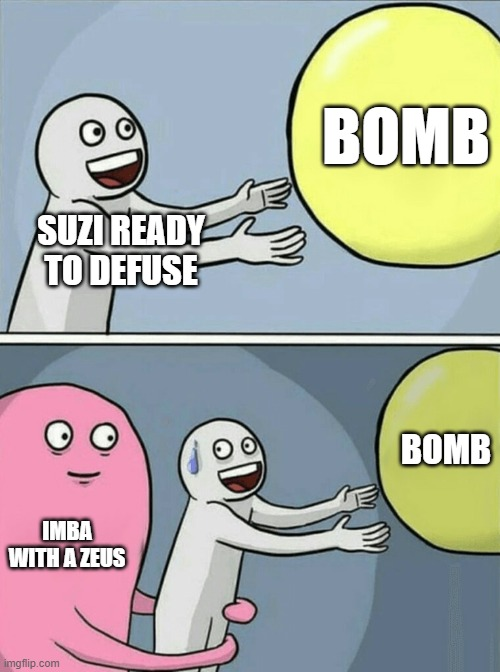 BOMB
SUZI READY
TO DEFUSE
BOMB
IMBA
WITH A ZEUS
imgflip.com